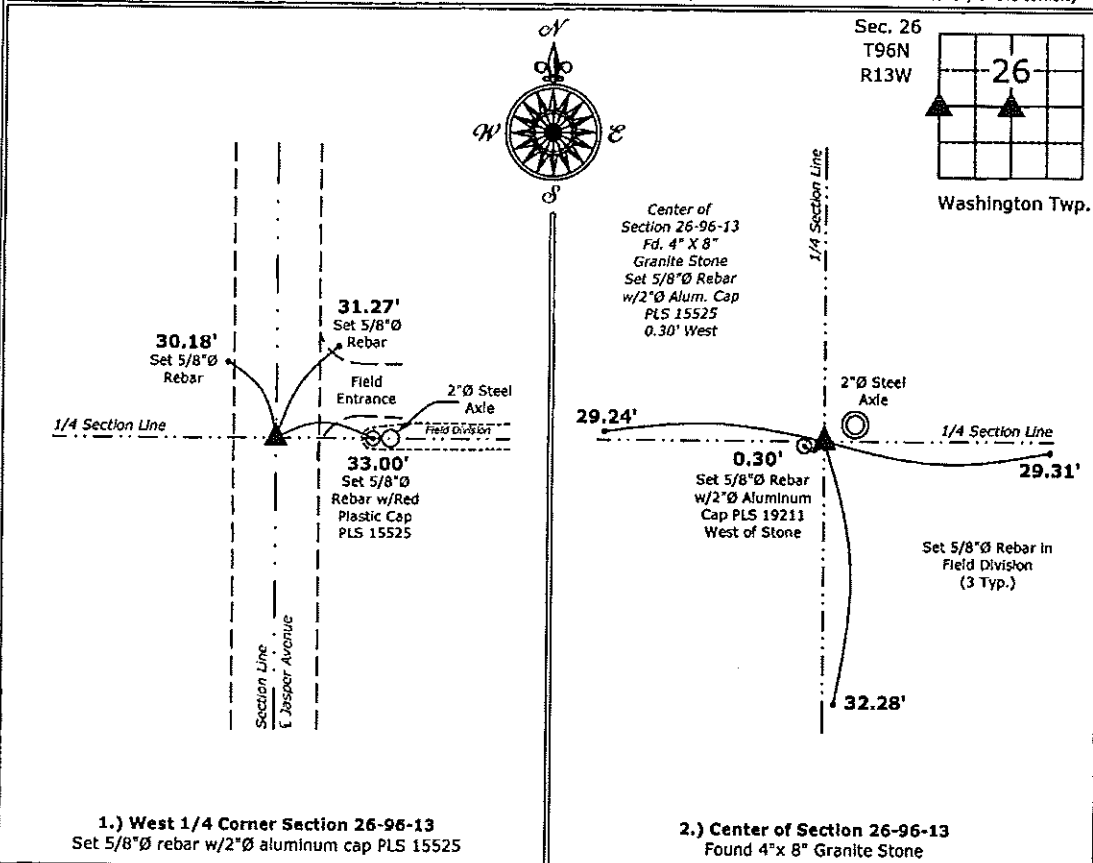 N
W
E
S
Sec. 26
T96N
R13W
26
Washington Twp.
31.27'
Set 5/8"Ø
Rebar
30.18'
Set 5/8"Ø
Rebar
Field
Entrance
2"Ø Steel
Axle
1/4 Section Line
Field Division
33.00'
Set 5/8"Ø
Rebar w/Red
Plastic Cap
PLS 15525
Section Line
℄ Jasper Avenue
1.) West 1/4 Corner Section 26-96-13
Set 5/8"Ø rebar w/2"Ø aluminum cap PLS 15525
Center of
Section 26-96-13
Fd. 4" X 8"
Granite Stone
Set 5/8"Ø Rebar
w/2"Ø Alum. Cap
PLS 15525
0.30' West
1/4 Section Line
2"Ø Steel
Axle
29.24'
1/4 Section Line
29.31'
0.30'
Set 5/8"Ø Rebar
w/2"Ø Aluminum
Cap PLS 19211
West of Stone
Set 5/8"Ø Rebar in
Field Division
(3 Typ.)
32.28'
2.) Center of Section 26-96-13
Found 4"x 8" Granite Stone